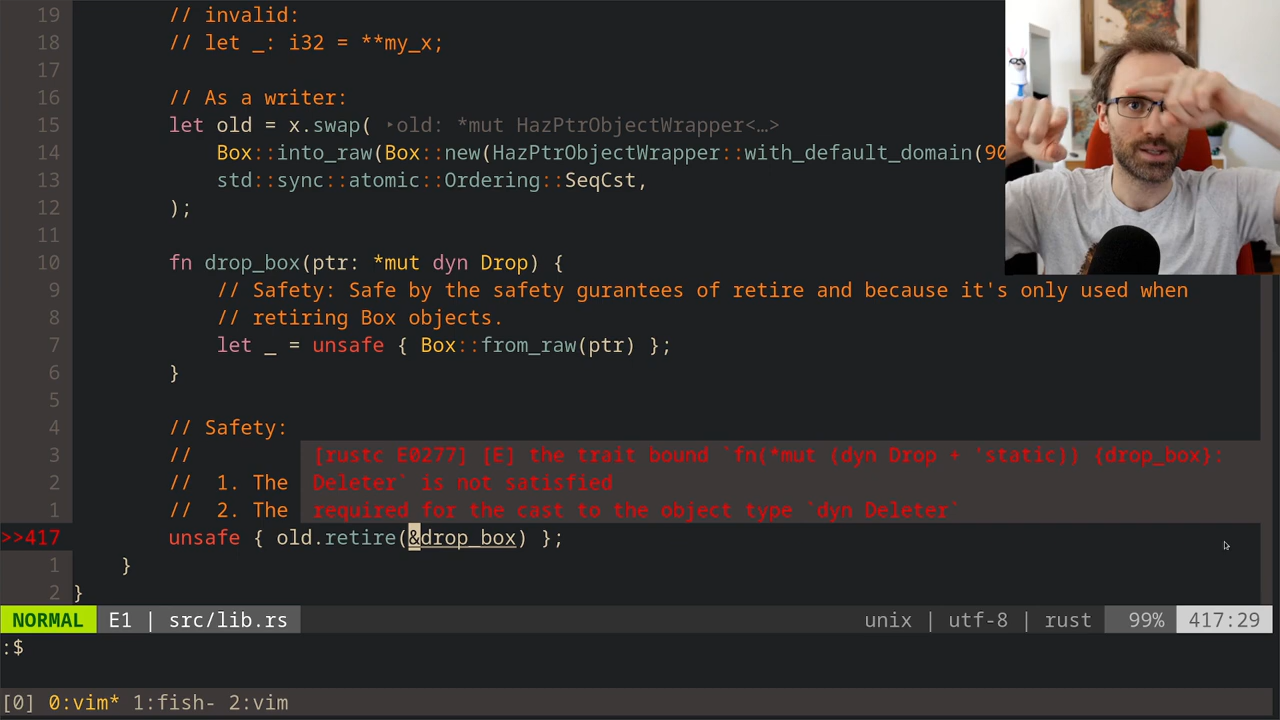 19 // invalid:
18 // let _: i32 = **my_x;
17
16 // As a writer:
15 let old = x.swap( ‣old: *mut HazPtrObjectWrapper<…>
14 Box::into_raw(Box::new(HazPtrObjectWrapper::with_default_domain(90
13 std::sync::atomic::Ordering::SeqCst,
12 );
11
10 fn drop_box(ptr: *mut dyn Drop) {
9 // Safety: Safe by the safety gurantees of retire and because it's only used when
8 // retiring Box objects.
7 let _ = unsafe { Box::from_raw(ptr) };
6 }
5
4 // Safety:
3 // [rustc E0277] [E] the trait bound `fn(*mut (dyn Drop + 'static)) {drop_box}:
2 // 1. The Deleter` is not satisfied
1 // 2. The required for the cast to the object type `dyn Deleter`
>>417 unsafe { old.retire(&drop_box) };
1 }
2 }
NORMAL E1 | src/lib.rs unix | utf-8 | rust 99% 417:29
:$
[0] 0:vim* 1:fish- 2:vim